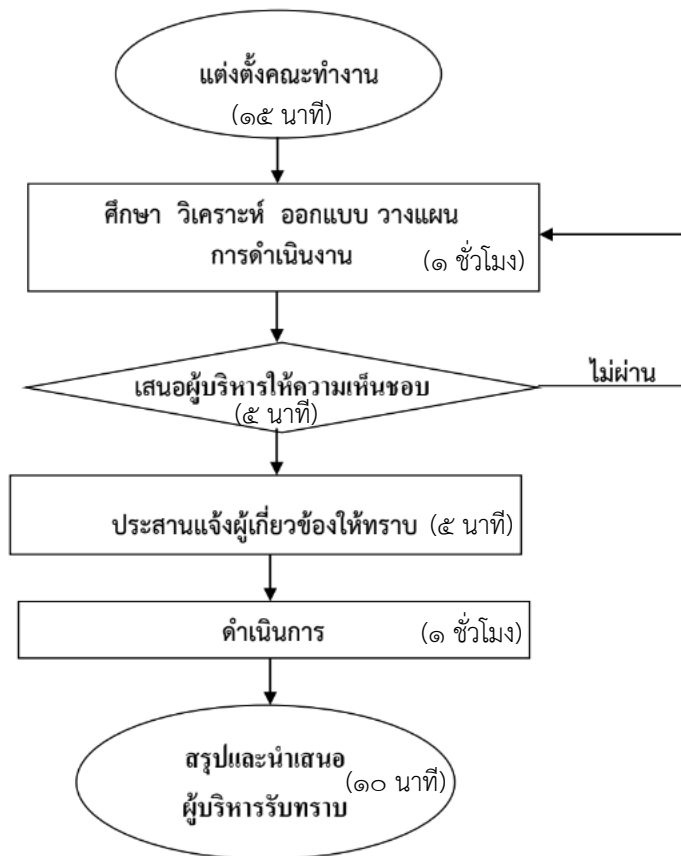 แต่งตั้งคณะทำงาน
(๑๕ นาที)
ศึกษา วิเคราะห์ ออกแบบ วางแผน
การดำเนินงาน (๑ ชั่วโมง)
เสนอผู้บริหารให้ความเห็นชอบ
(๕ นาที)
ไม่ผ่าน
ประสานแจ้งผู้เกี่ยวข้องให้ทราบ (๕ นาที)
ดำเนินการ (๑ ชั่วโมง)
สรุปและนำเสนอ
(๑๐ นาที)
ผู้บริหารรับทราบ